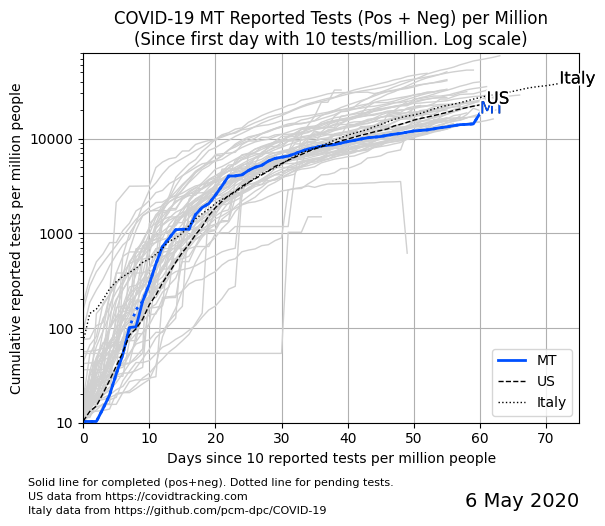 COVID-19 MT Reported Tests (Pos + Neg) per Million
(Since first day with 10 tests/million. Log scale)
Cumulative reported tests per million people
10000
1000
100
10
Italy
US
MT
MT
US
Italy
0 10 20 30 40 50 60 70
Days since 10 reported tests per million people
Solid line for completed (pos+neg). Dotted line for pending tests.
US data from https://covidtracking.com
Italy data from https://github.com/pcm-dpc/COVID-19
6 May 2020